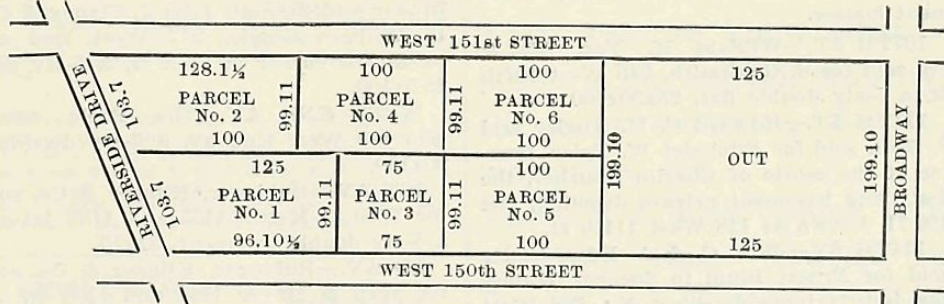 WEST 151st STREET
128.1½
PARCEL
No. 2
100
99.11
100
PARCEL
No. 4
100
99.11
100
PARCEL
No. 6
100
125
OUT
125
199.10
199.10
BROADWAY
RIVERSIDE DRIVE
103.7
103.7
125
PARCEL
No. 1
96.10½
99.11
75
PARCEL
No. 3
75
99.11
100
PARCEL
No. 5
100
WEST 150th STREET